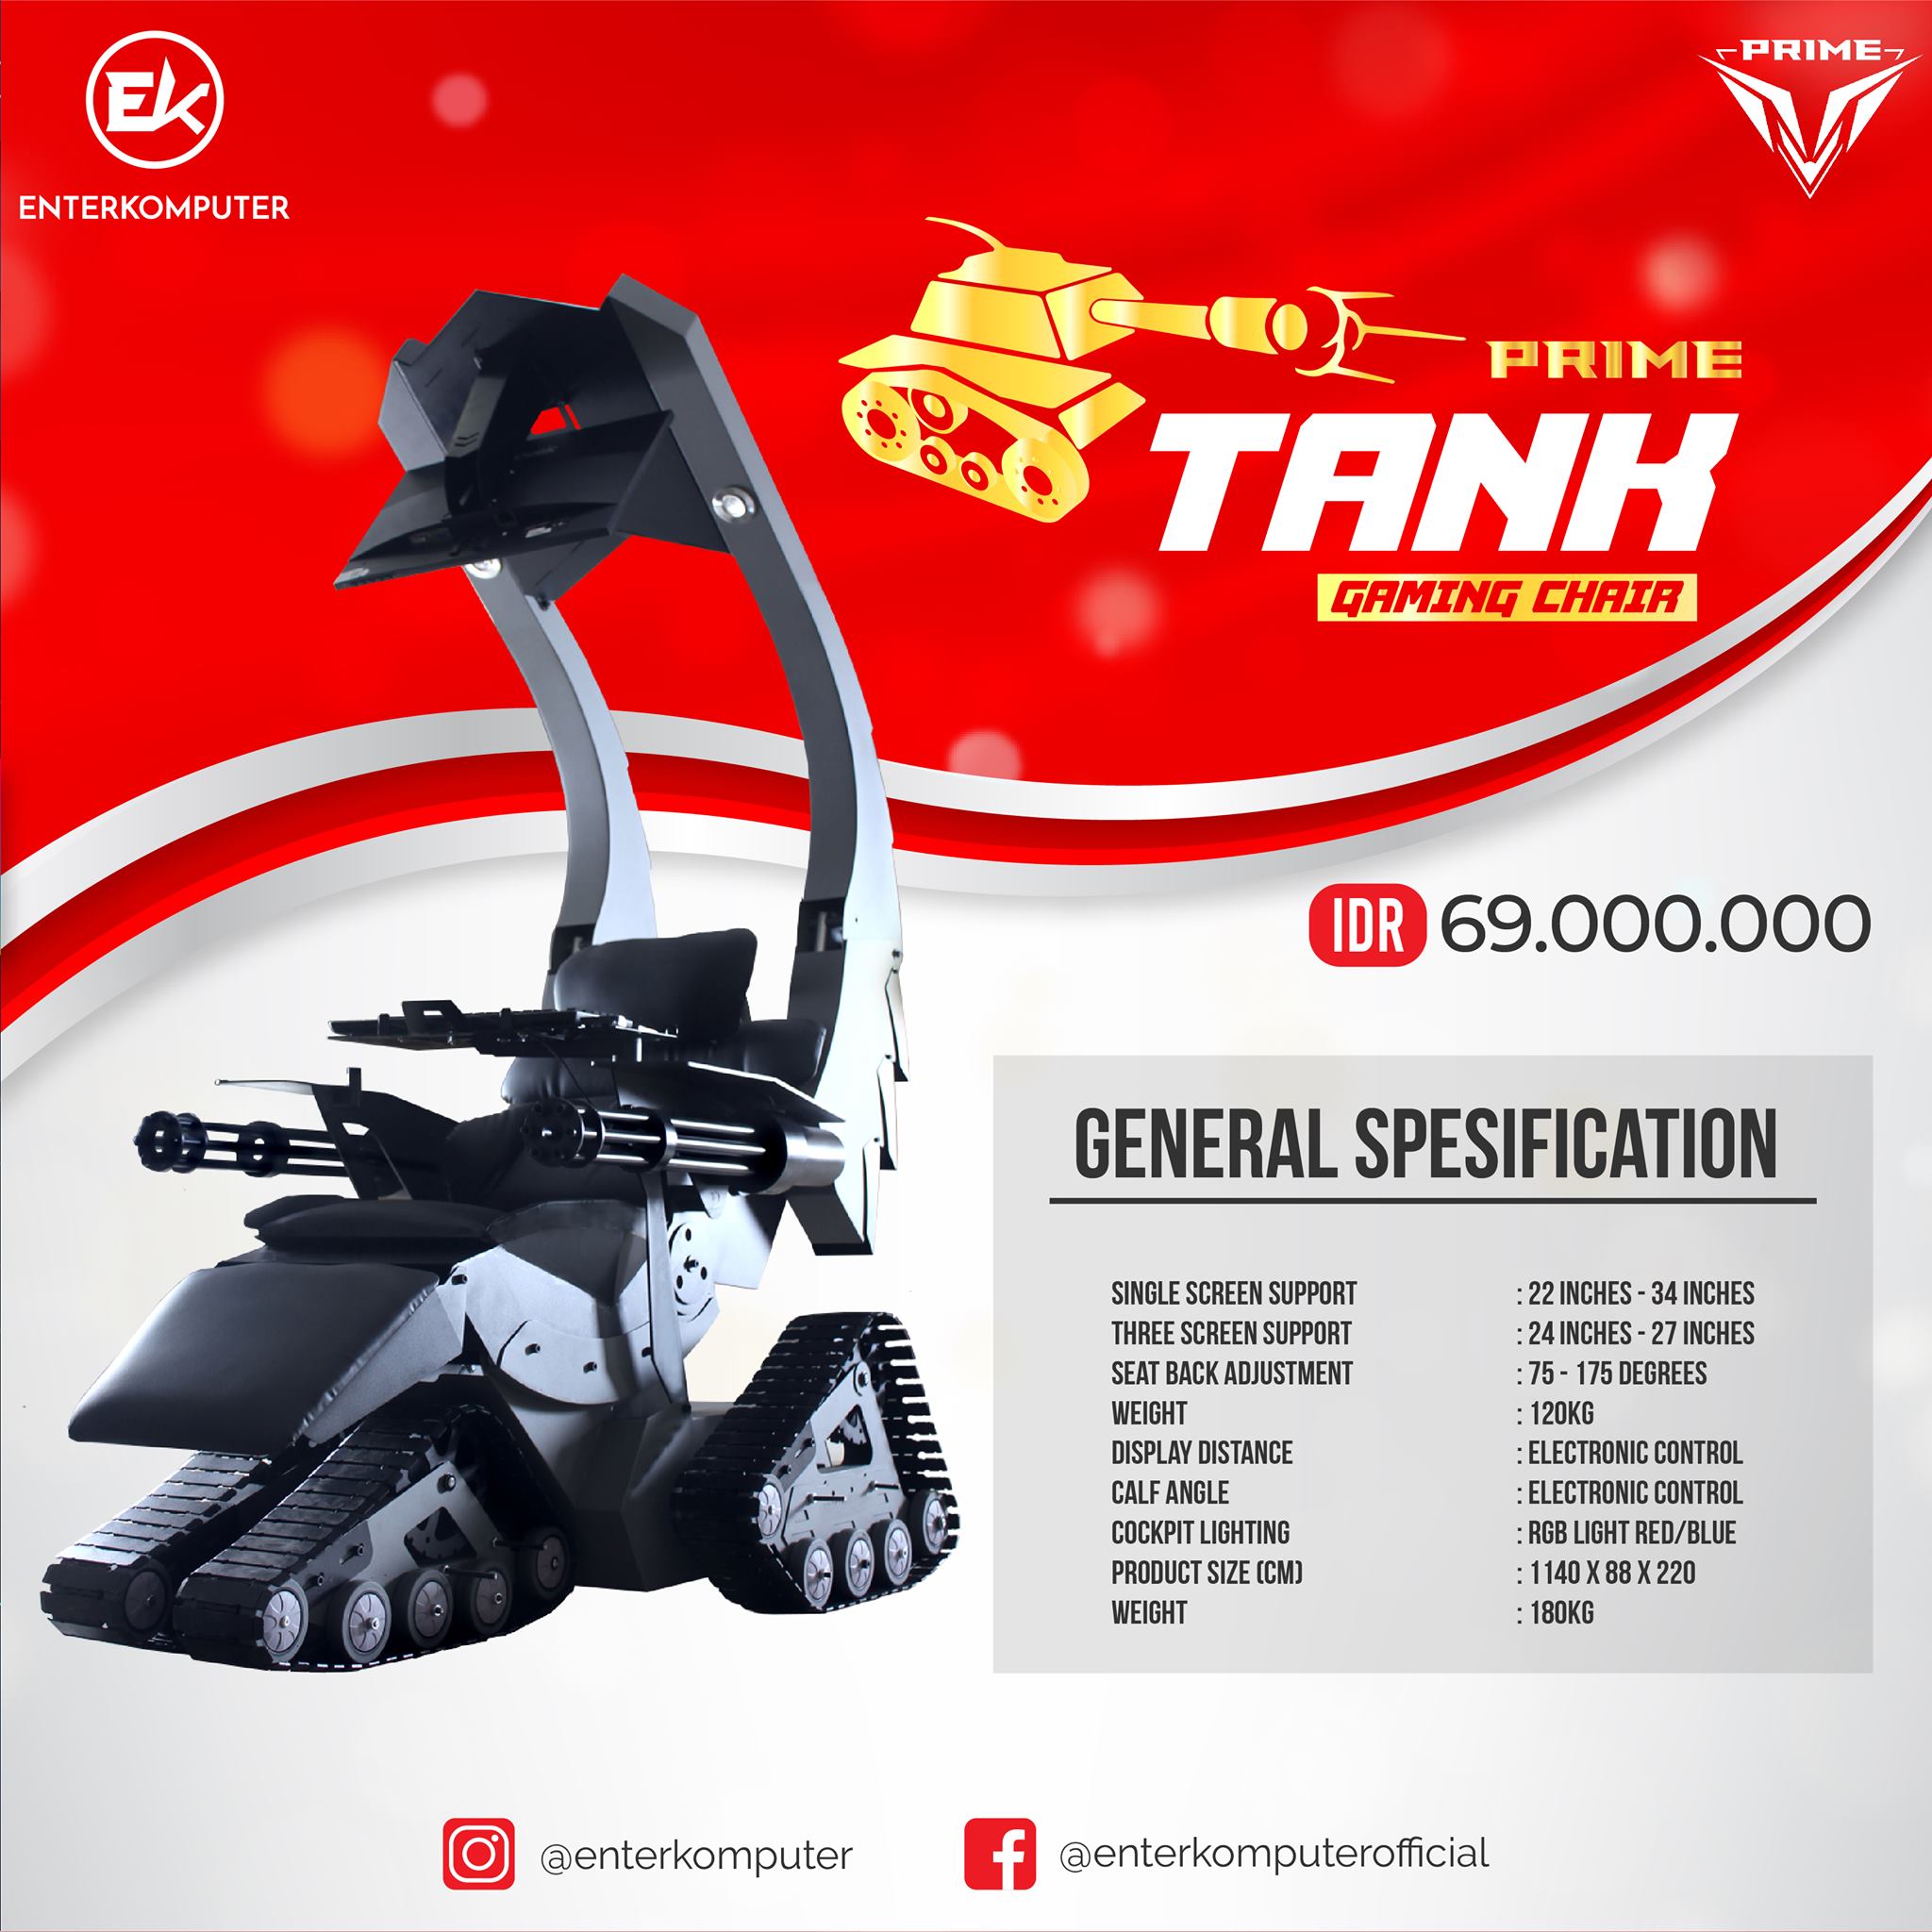 EK
ENTERKOMPUTER
PRIME
PRIME
TANK
GAMING CHAIR
IDR 69.000.000
GENERAL SPESIFICATION
SINGLE SCREEN SUPPORT : 22 INCHES - 34 INCHES
THREE SCREEN SUPPORT : 24 INCHES - 27 INCHES
SEAT BACK ADJUSTMENT : 75 - 175 DEGREES
WEIGHT : 120KG
DISPLAY DISTANCE : ELECTRONIC CONTROL
CALF ANGLE : ELECTRONIC CONTROL
COCKPIT LIGHTING : RGB LIGHT RED/BLUE
PRODUCT SIZE (CM) : 1140 X 88 X 220
WEIGHT : 180KG
@enterkomputer
@enterkomputerofficial